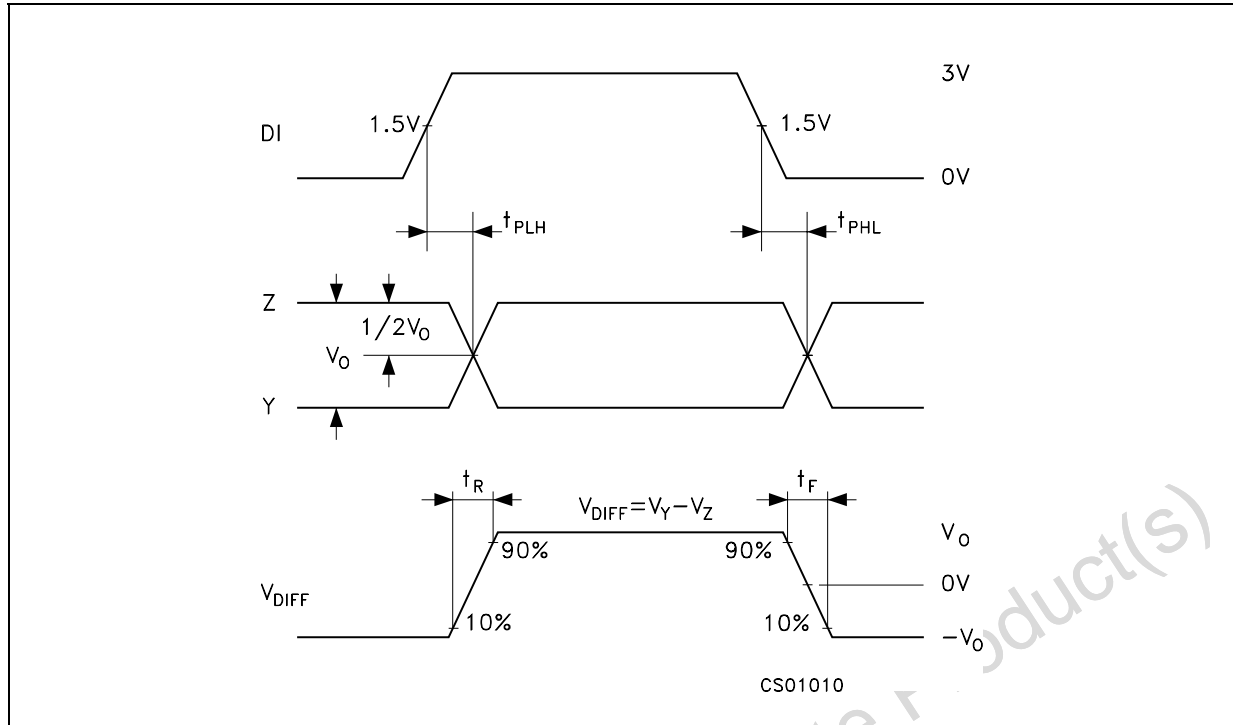 3V
1.5V
1.5V
DI
0V
tPLH
tPHL
Z
1/2VO
VO
Y
tR
tF
VDIFF=VY−VZ
VO
90%
90%
0V
VDIFF
10%
10%
−VO
CS01010